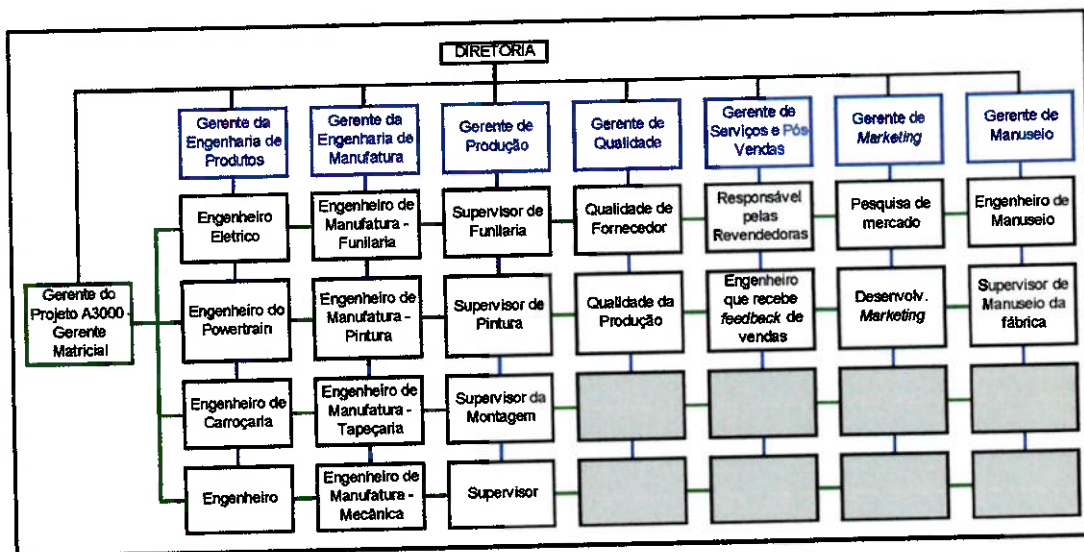 DIRETORIA
Gerente da
Engenharia de
Produtos
Gerente da
Engenharia de
Manufatura
Gerente de
Produção
Gerente de
Qualidade
Gerente de
Serviços e Pós-
Vendas
Gerente de
Marketing
Gerente de
Manuseio
Engenheiro
Eletrico
Engenheiro de
Manufatura -
Funilaria
Supervisor de
Funilaria
Qualidade de
Fornecedor
Responsável
pelas
Revendedoras
Pesquisa de
mercado
Engenheiro de
Manuseio
Gerente do
Projeto A3000 -
Gerente
Matricial
Engenheiro do
Powertrain
Engenheiro de
Manufatura -
Pintura
Supervisor de
Pintura
Qualidade da
Produção
Engenheiro
que recebe
feedback de
vendas
Desenvolv.
Marketing
Supervisor de
Manuseio da
fábrica
Engenheiro de
Carroçaria
Engenheiro de
Manufatura -
Tapeçaria
Supervisor da
Montagem
Engenheiro
Engenheiro de
Manufatura -
Mecânica
Supervisor